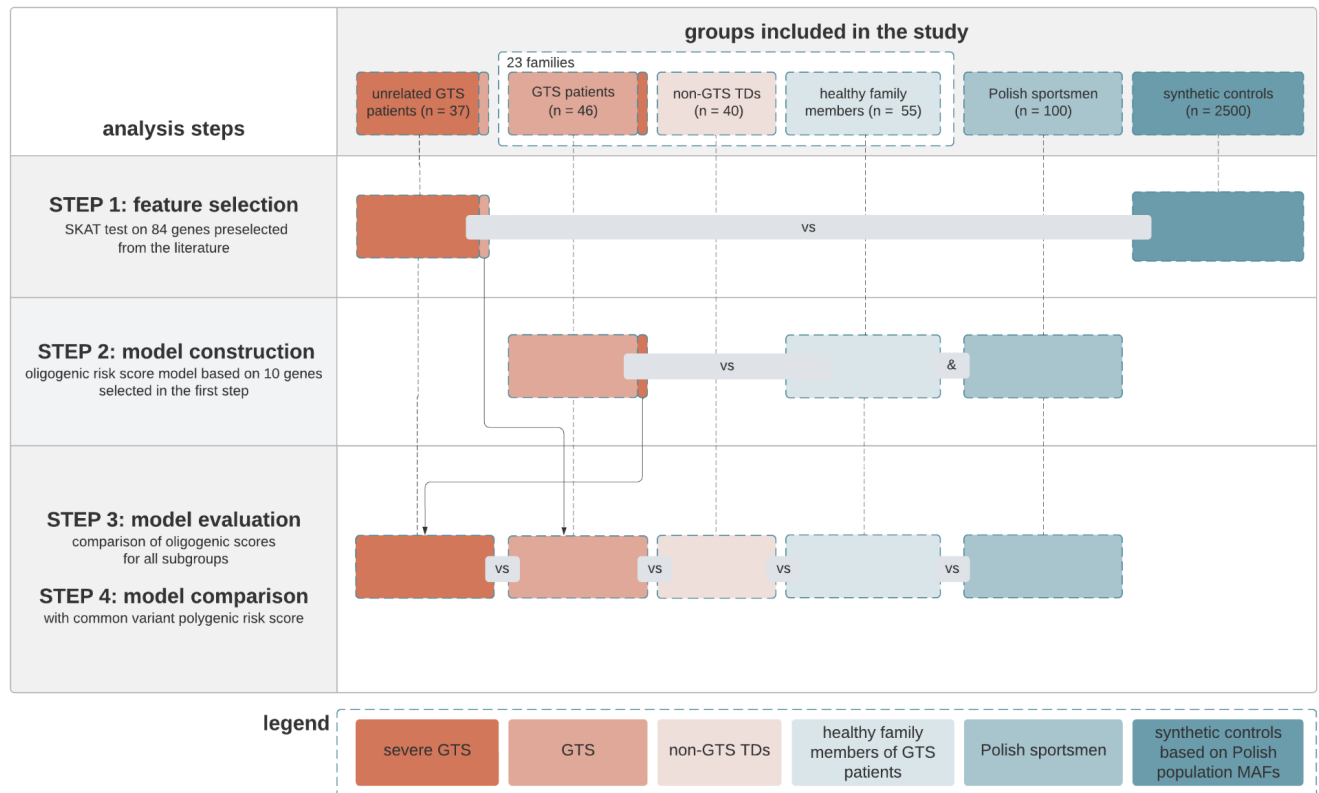 groups included in the study
23 families
unrelated GTS
patients (n = 37)
GTS patients
(n = 46)
non-GTS TDs
(n = 40)
healthy family
members (n = 55)
Polish sportsmen
(n = 100)
synthetic controls
(n = 2500)
analysis steps
STEP 1: feature selection
SKAT test on 84 genes preselected
from the literature
vs
STEP 2: model construction
oligogenic risk score model based on 10 genes
selected in the first step
vs
&
STEP 3: model evaluation
comparison of oligogenic scores
for all subgroups
STEP 4: model comparison
with common variant polygenic risk score
vs
vs
vs
vs
legend
severe GTS
GTS
non-GTS TDs
healthy family
members of GTS
patients
Polish sportsmen
synthetic controls
based on Polish
population MAFs